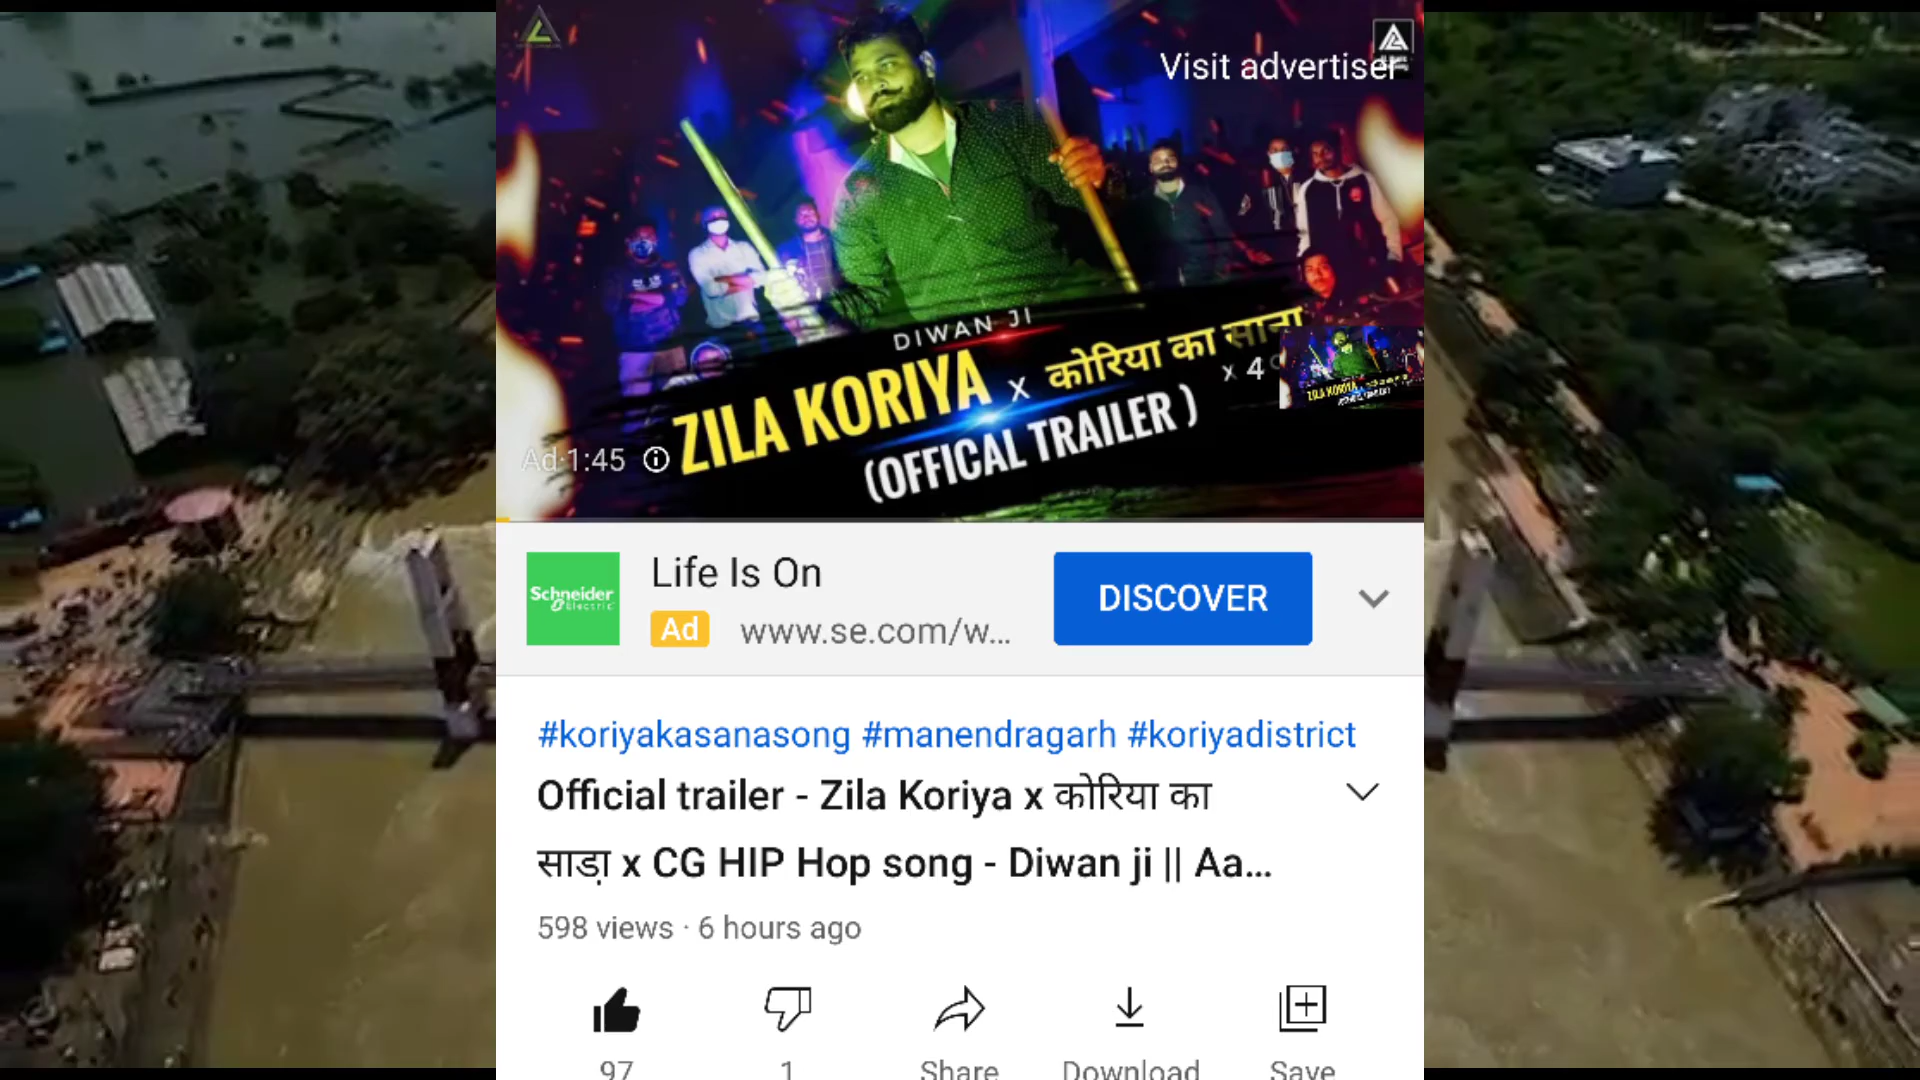 Visit advertiser
DIWAN JI
ZILA KORIYA x कोरिया का साना
(OFFICAL TRAILER )
x 4
ZILA KORIYA
Ad·1:45
Schneider
Electric
Life Is On
Ad www.se.com/w...
DISCOVER
#koriyakasanasong #manendragarh #koriyadistrict
Official trailer - Zila Koriya x कोरिया का
साडा़ x CG HIP Hop song - Diwan ji || Aa...
598 views · 6 hours ago
97 1 Share Download Save